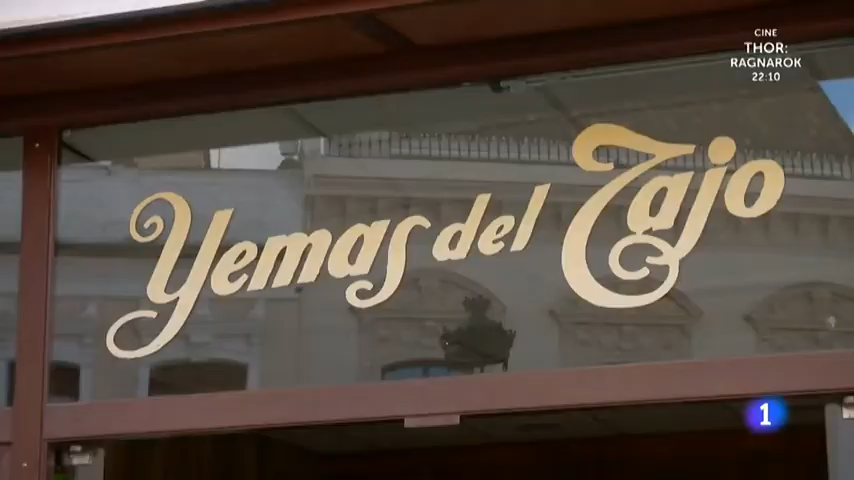 CINE
THOR:
RAGNAROK
22:10
Yemas del Tajo
1